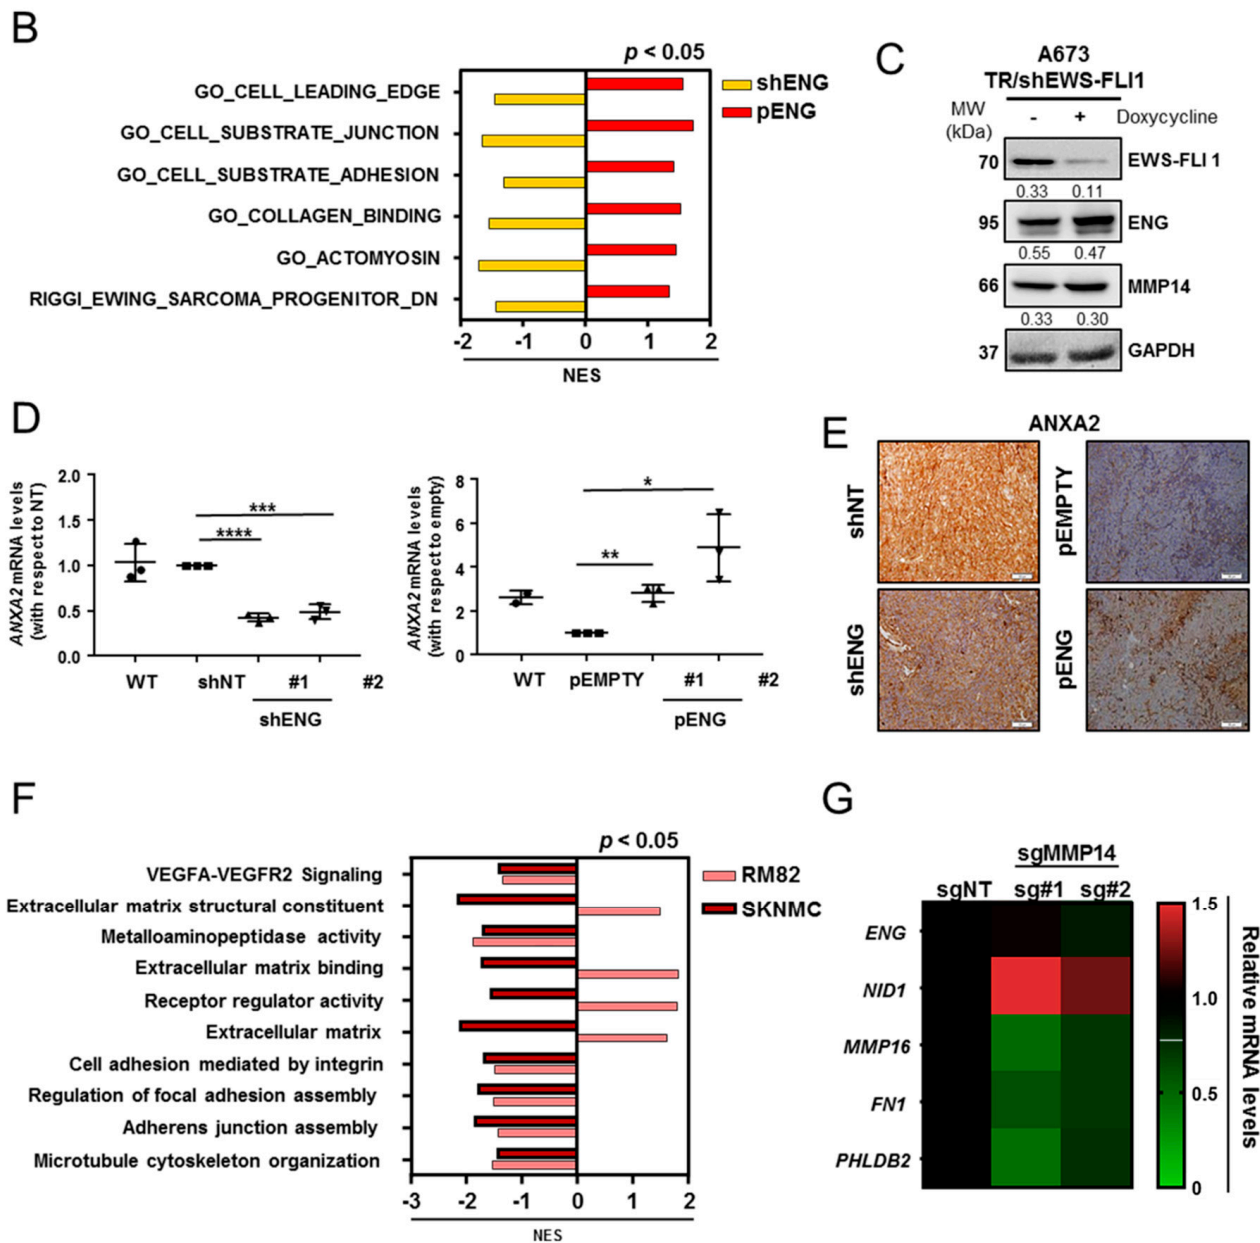 B
p < 0.05
GO_CELL_LEADING_EDGE
GO_CELL_SUBSTRATE_JUNCTION
GO_CELL_SUBSTRATE_ADHESION
GO_COLLAGEN_BINDING
GO_ACTOMYOSIN
RIGGI_EWING_SARCOMA_PROGENITOR_DN
shENG
pENG
-2 -1 0 1 2
NES
C
A673
TR/shEWS-FLI1
MW
(kDa)
- + Doxycycline
70 EWS-FLI 1
0.33 0.11
95 ENG
0.55 0.47
66 MMP14
0.33 0.30
37 GAPDH
D
ANXA2 mRNA levels
(with respect to NT)
2.0
1.5
1.0
0.5
0.0
***
****
WT shNT #1 #2
shENG
ANXA2 mRNA levels
(with respect to empty)
8
6
4
2
0
*
**
WT pEMPTY #1 #2
pENG
E
ANXA2
shNT
pEMPTY
shENG
pENG
F
p < 0.05
VEGFA-VEGFR2 Signaling
Extracellular matrix structural constituent
Metalloaminopeptidase activity
Extracellular matrix binding
Receptor regulator activity
Extracellular matrix
Cell adhesion mediated by integrin
Regulation of focal adhesion assembly
Adherens junction assembly
Microtubule cytoskeleton organization
RM82
SKNMC
-3 -2 -1 0 1 2
NES
G
sgMMP14
sgNT sg#1 sg#2
ENG
NID1
MMP16
FN1
PHLDB2
1.5
1.0
0.5
0
Relative mRNA levels